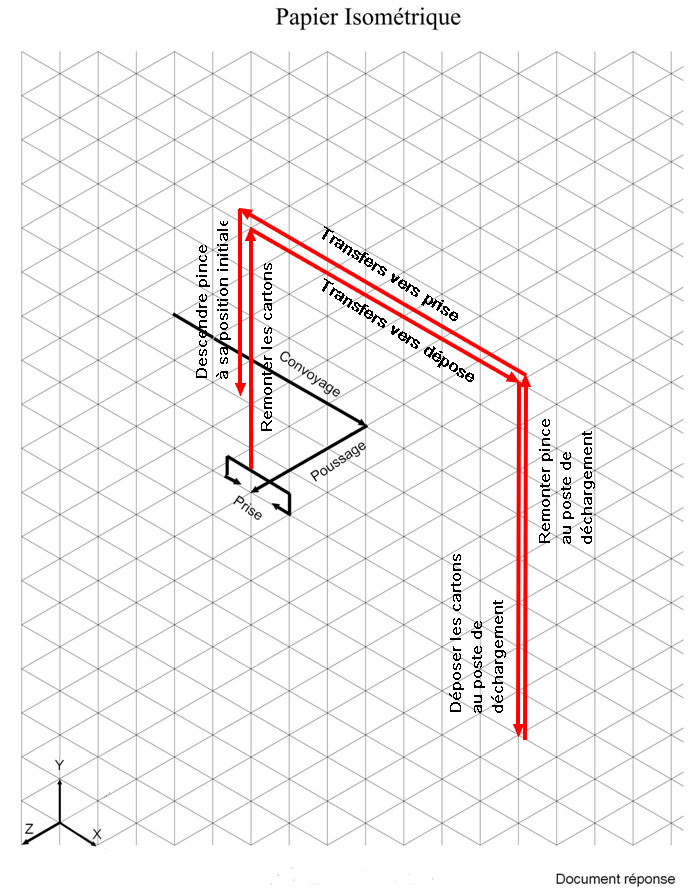 Papier Isométrique
Descendre pince
à sa position initiale
Remonter les cartons
Transfers vers prise
Transfers vers dépose
Convoyage
Poussage
Prise
Remonter pince
au poste de
déchargement
Déposer les cartons
au poste de
déchargement
Y
Z
X
Document réponse